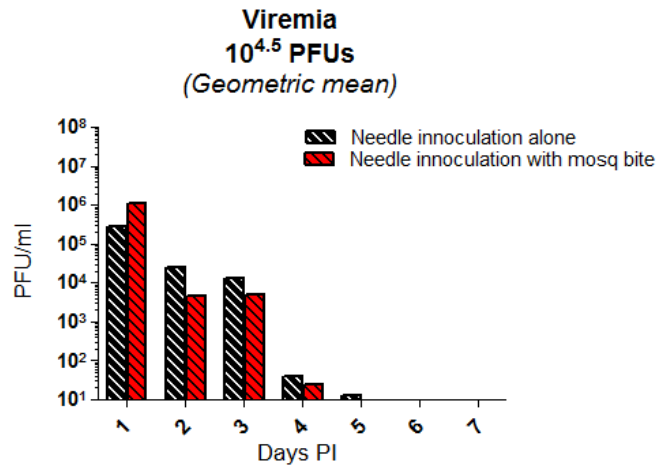 Viremia
10^4.5 PFUs
(Geometric mean)
Needle innoculation alone
Needle innoculation with mosq bite
PFU/ml
10^8
10^7
10^6
10^5
10^4
10^3
10^2
10^1
1 2 3 4 5 6 7
Days PI